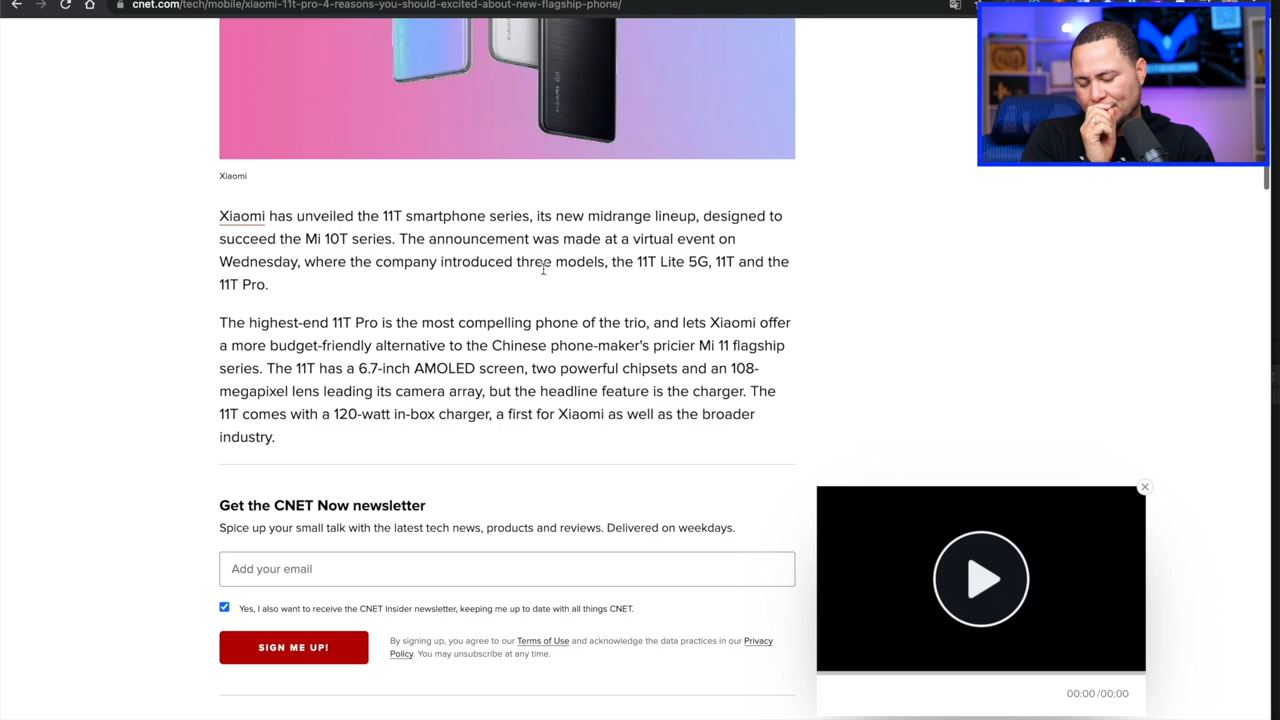 cnet.com/tech/mobile/xiaomi-11t-pro-4-reasons-you-should-excited-about-new-flagship-phone/
Xiaomi
Xiaomi has unveiled the 11T smartphone series, its new midrange lineup, designed to
succeed the Mi 10T series. The announcement was made at a virtual event on
Wednesday, where the company introduced three models, the 11T Lite 5G, 11T and the
11T Pro.
The highest-end 11T Pro is the most compelling phone of the trio, and lets Xiaomi offer
a more budget-friendly alternative to the Chinese phone-maker's pricier Mi 11 flagship
series. The 11T has a 6.7-inch AMOLED screen, two powerful chipsets and an 108-
megapixel lens leading its camera array, but the headline feature is the charger. The
11T comes with a 120-watt in-box charger, a first for Xiaomi as well as the broader
industry.
Get the CNET Now newsletter
Spice up your small talk with the latest tech news, products and reviews. Delivered on weekdays.
Add your email
Yes, I also want to receive the CNET Insider newsletter, keeping me up to date with all things CNET.
SIGN ME UP!
By signing up, you agree to our Terms of Use and acknowledge the data practices in our Privacy
Policy. You may unsubscribe at any time.
00:00/00:00